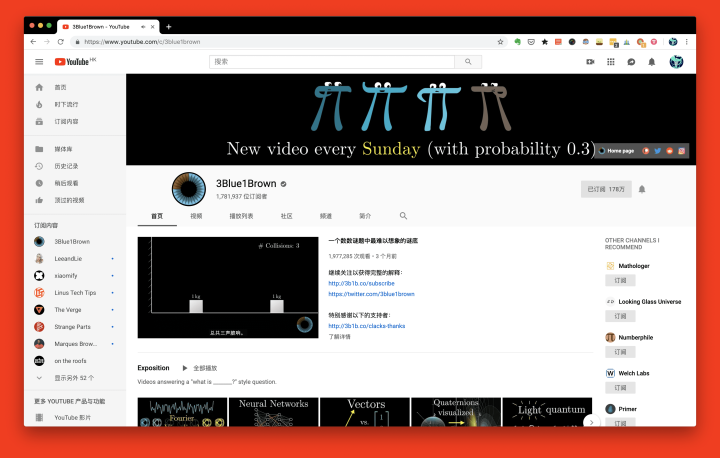 3Blue1Brown - YouTube
https://www.youtube.com/c/3blue1brown
YouTube HK
搜索
首页
时下流行
订阅内容
媒体库
历史记录
稍后观看
顶过的视频
订阅内容
3Blue1Brown
LeeandLie
xiaomify
Linus Tech Tips
The Verge
Strange Parts
Marques Brow...
on the roofs
显示另外 52 个
更多 YOUTUBE 产品与功能
YouTube 影片
New video every Sunday (with probability 0.3)
Home page
3Blue1Brown
1,781,937 位订阅者
已订阅 178万
首页 视频 播放列表 社区 频道 简介
# Collisions: 3
1 kg 1 kg
总共三声敲响。
一个数数谜题中最难以想象的谜底
1,977,285 次观看 · 3 个月前
继续关注以获得完整的解释:
http://3b1b.co/subscribe
https://twitter.com/3blue1brown
特别感谢以下的支持者:
http://3b1b.co/clacks-thanks
了解详情
Exposition 全部播放
Videos answering a "what is ______?" style question.
Fourier
Neural Networks
Vectors
vs.
Quaternions
visualized
Light quantum
OTHER CHANNELS I
RECOMMEND
Mathologer
订阅
Looking Glass Universe
订阅
Numberphile
订阅
Welch Labs
订阅
Primer
订阅